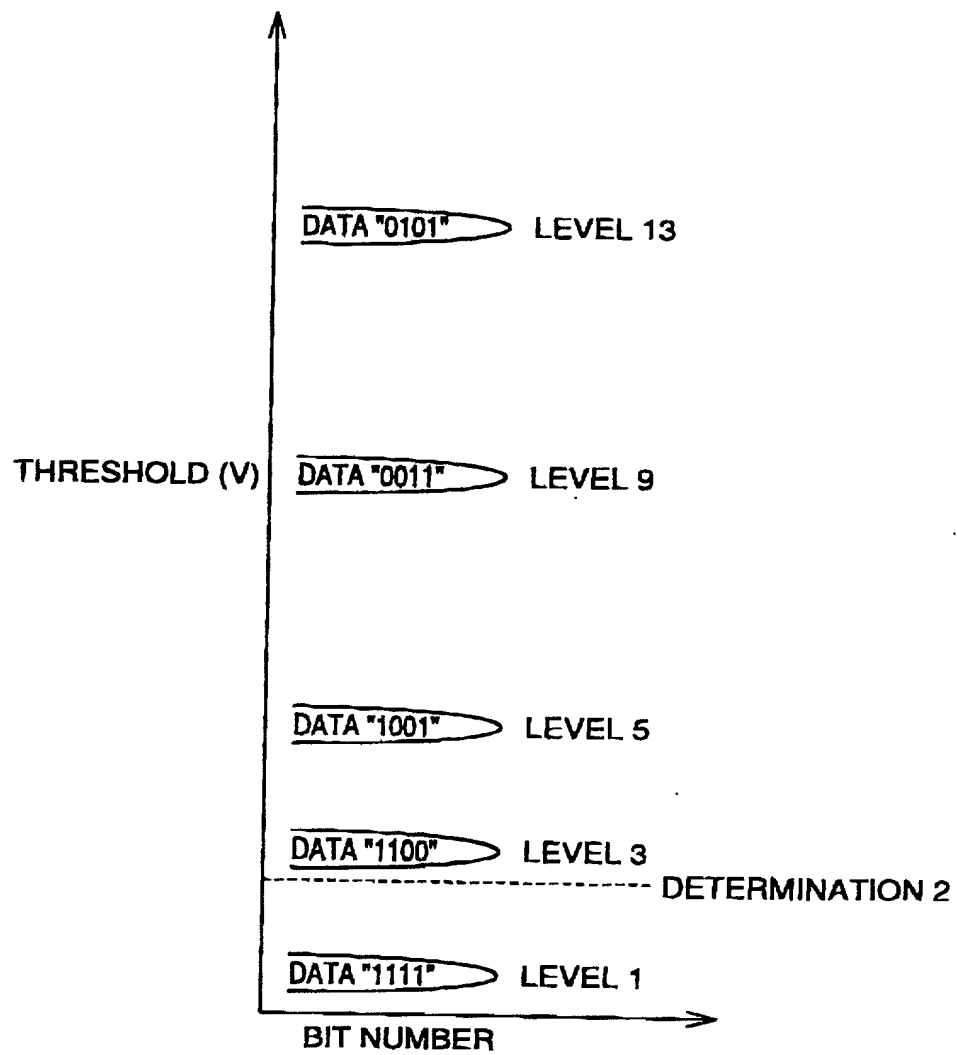 DATA "0101" LEVEL 13
THRESHOLD (V) DATA "0011" LEVEL 9
DATA "1001" LEVEL 5
DATA "1100" LEVEL 3
DETERMINATION 2
DATA "1111" LEVEL 1
BIT NUMBER